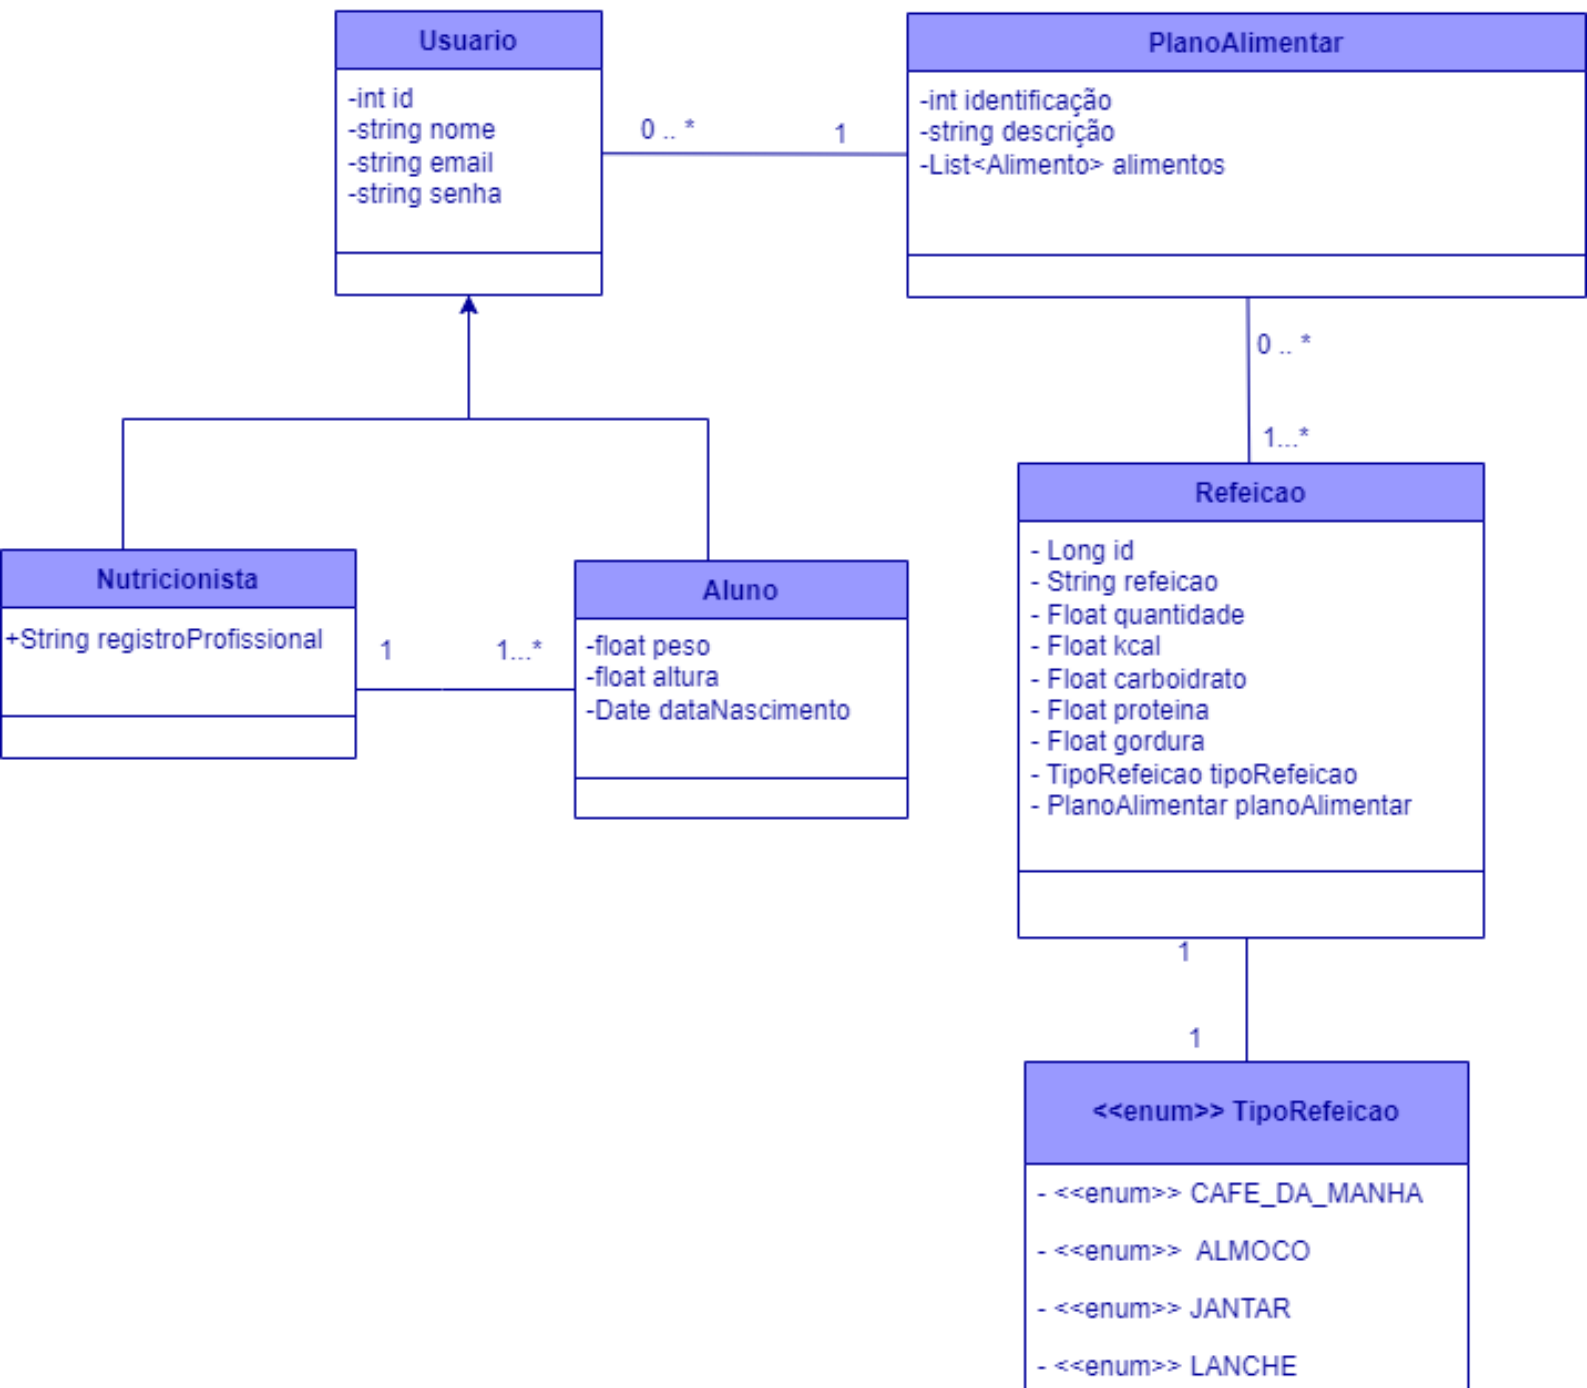 Usuario
-int id
-string nome
-string email
-string senha
0 .. *
1
PlanoAlimentar
-int identificação
-string descrição
-List<Alimento> alimentos
0 .. *
1...*
Nutricionista
+String registroProfissional
1
1...*
Aluno
-float peso
-float altura
-Date dataNascimento
Refeicao
- Long id
- String refeicao
- Float quantidade
- Float kcal
- Float carboidrato
- Float proteina
- Float gordura
- TipoRefeicao tipoRefeicao
- PlanoAlimentar planoAlimentar
1
1
<<enum>> TipoRefeicao
- <<enum>> CAFE_DA_MANHA
- <<enum>> ALMOCO
- <<enum>> JANTAR
- <<enum>> LANCHE